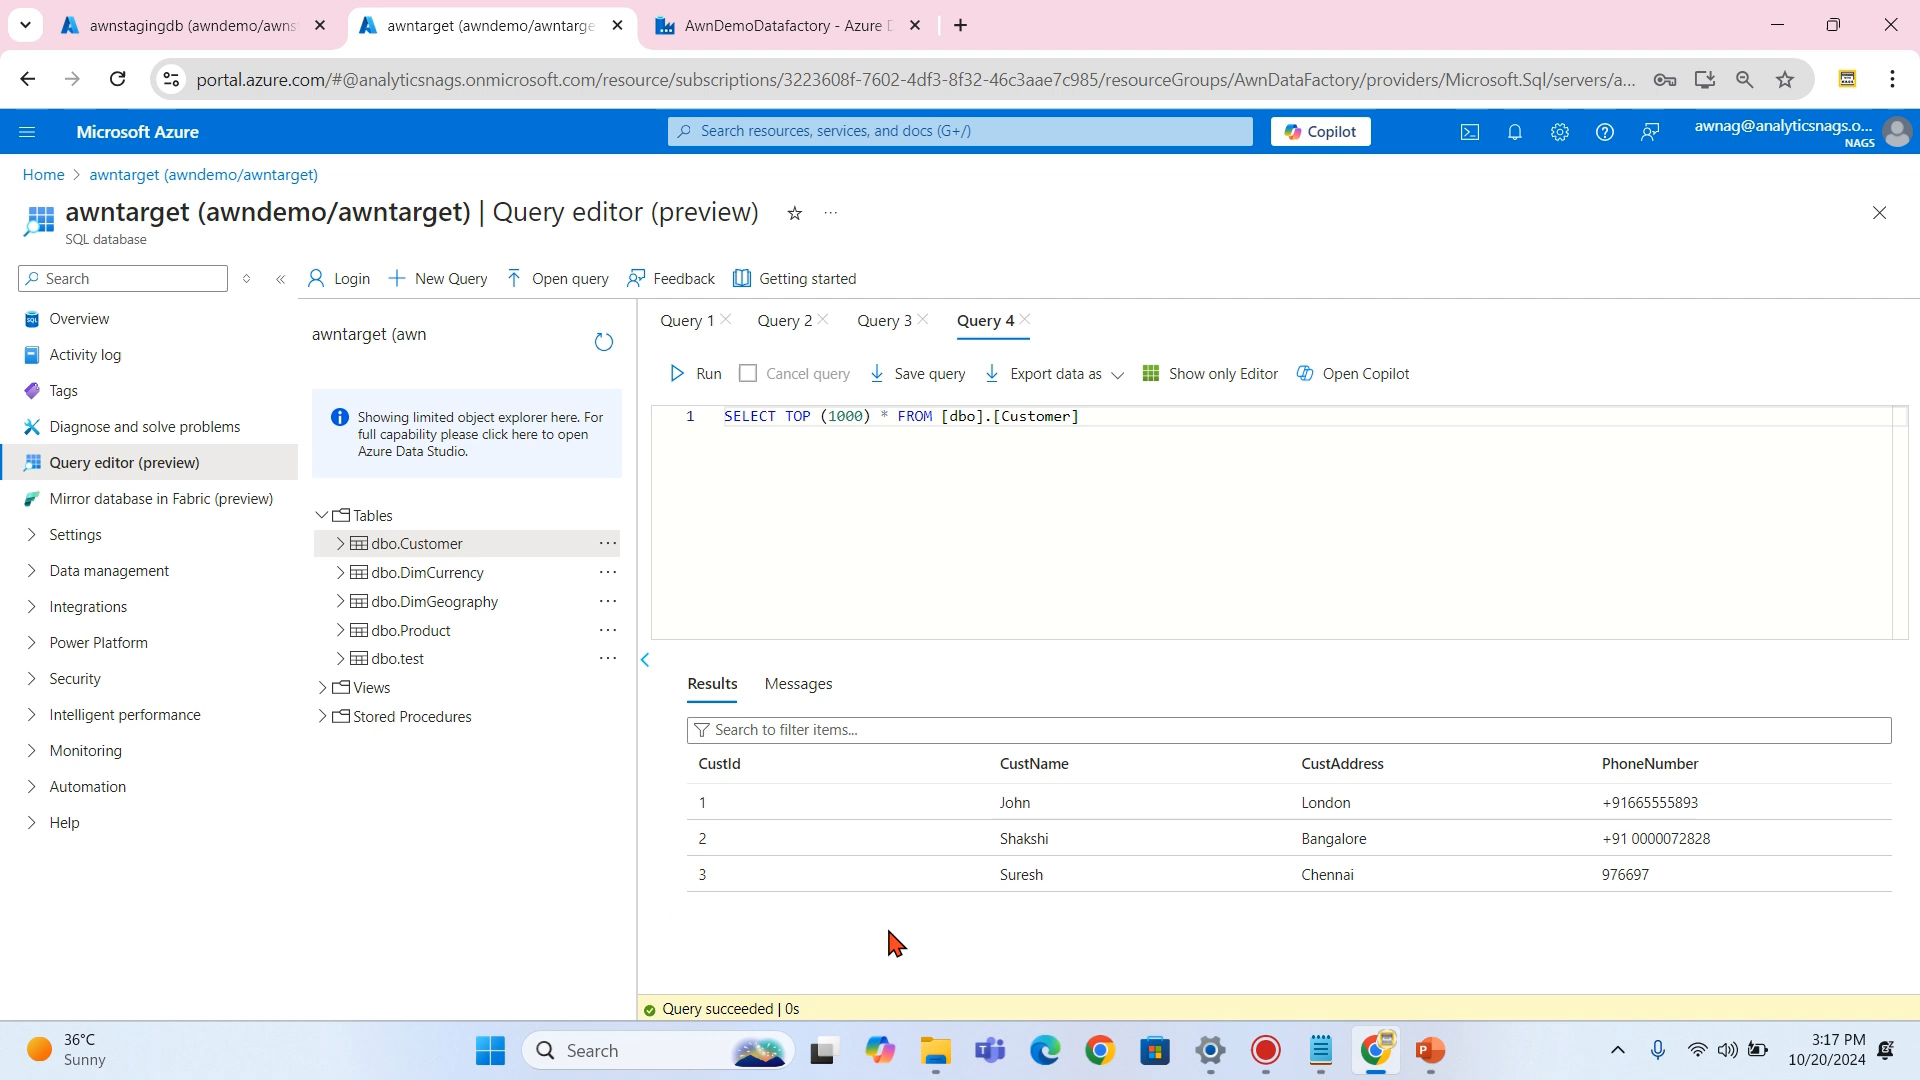 awnstagingdb (awndemo/awns
awntarget (awndemo/awntarge
AwnDemoDatafactory - Azure D
portal.azure.com/#@analyticsnags.onmicrosoft.com/resource/subscriptions/3223608f-7602-4df3-8f32-46c3aae7c985/resourceGroups/AwnDataFactory/providers/Microsoft.Sql/servers/a...
Microsoft Azure
Search resources, services, and docs (G+/)
Copilot
awnag@analyticsnags.o...
NAGS
Home > awntarget (awndemo/awntarget)
awntarget (awndemo/awntarget) | Query editor (preview)
SQL database
Search
Login
New Query
Open query
Feedback
Getting started
Overview
Activity log
Tags
Diagnose and solve problems
Query editor (preview)
Mirror database in Fabric (preview)
Settings
Data management
Integrations
Power Platform
Security
Intelligent performance
Monitoring
Automation
Help
awntarget (awn
Showing limited object explorer here. For
full capability please click here to open
Azure Data Studio.
Tables
dbo.Customer
dbo.DimCurrency
dbo.DimGeography
dbo.Product
dbo.test
Views
Stored Procedures
Query 1
Query 2
Query 3
Query 4
Run
Cancel query
Save query
Export data as
Show only Editor
Open Copilot
1 SELECT TOP (1000) * FROM [dbo].[Customer]
Results
Messages
Search to filter items...
CustId CustName CustAddress PhoneNumber
1 John London +91665555893
2 Shakshi Bangalore +91 0000072828
3 Suresh Chennai 976697
Query succeeded | 0s
36°C
Sunny
Search
3:17 PM
10/20/2024